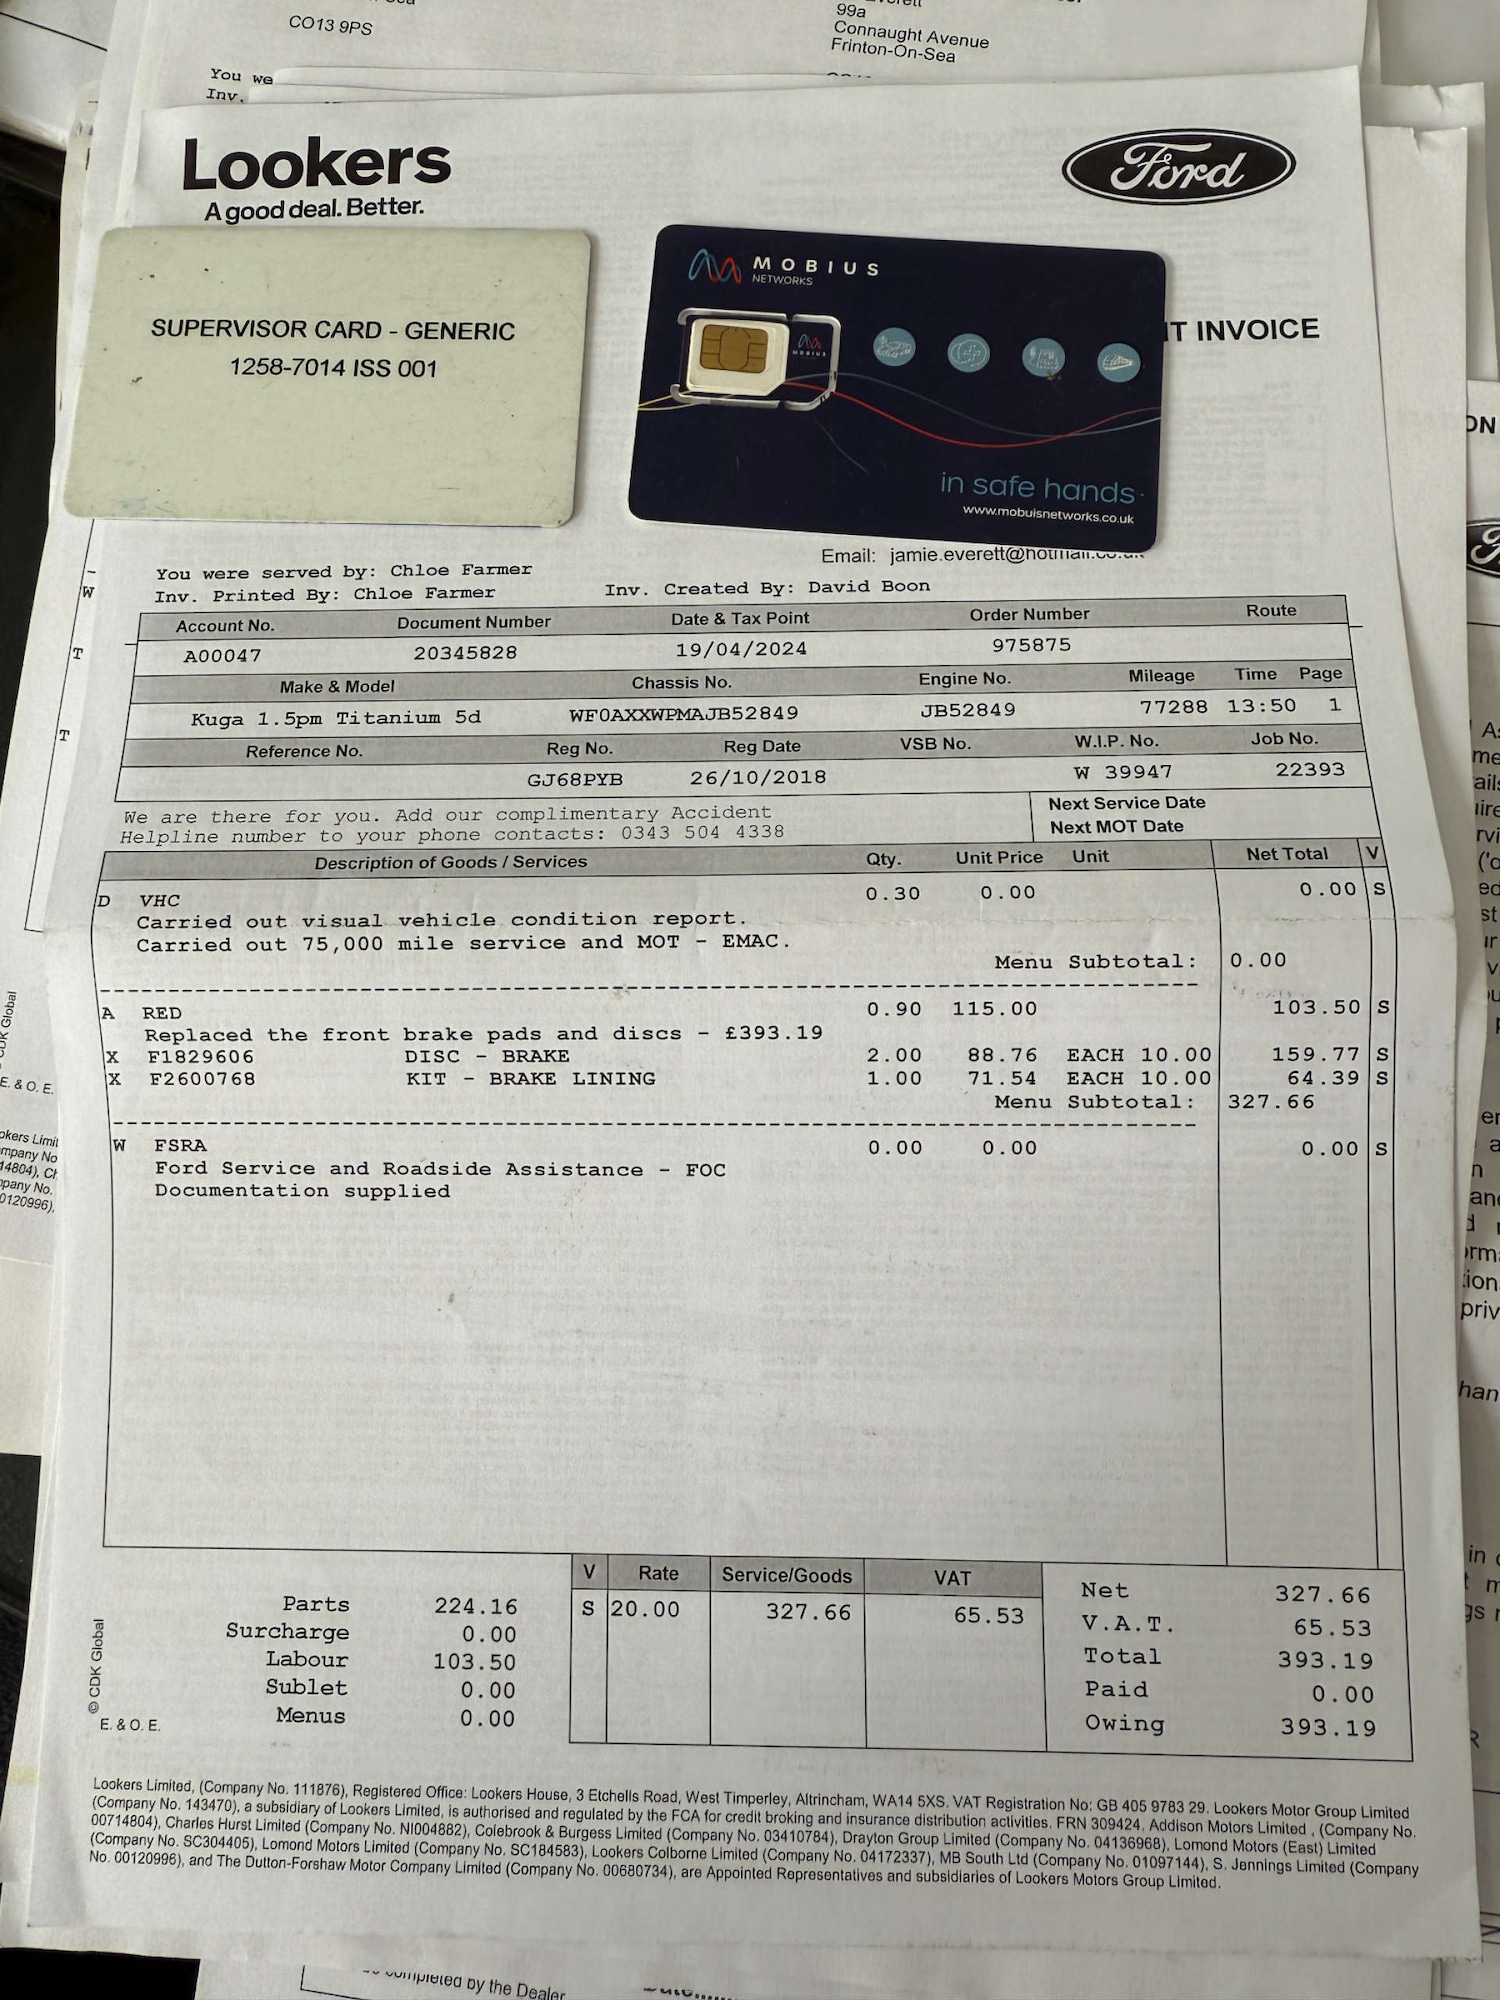 CO13 9PS
99a
Connaught Avenue
Frinton-On-Sea
You we
Inv.
Lookers
A good deal. Better.
Ford
SUPERVISOR CARD - GENERIC
1258-7014 ISS 001
MOBIUS
NETWORKS
MOBIUS
in safe hands
www.mobuisnetworks.co.uk
T INVOICE
Email: jamie.everett@hotmail.co.uk
You were served by: Chloe Farmer
Inv. Printed By: Chloe Farmer Inv. Created By: David Boon
Account No. Document Number Date & Tax Point Order Number Route
A00047 20345828 19/04/2024 975875
Make & Model Chassis No. Engine No. Mileage Time Page
Kuga 1.5pm Titanium 5d WF0AXXWPMAJB52849 JB52849 77288 13:50 1
Reference No. Reg No. Reg Date VSB No. W.I.P. No. Job No.
GJ68PYB 26/10/2018 W 39947 22393
We are there for you. Add our complimentary Accident
Helpline number to your phone contacts: 0343 504 4338
Next Service Date
Next MOT Date
Description of Goods / Services Qty. Unit Price Unit Net Total V
D VHC 0.30 0.00 0.00 S
Carried out visual vehicle condition report.
Carried out 75,000 mile service and MOT - EMAC.
Menu Subtotal: 0.00
A RED 0.90 115.00 103.50 S
Replaced the front brake pads and discs - £393.19
X F1829606 DISC - BRAKE 2.00 88.76 EACH 10.00 159.77 S
X F2600768 KIT - BRAKE LINING 1.00 71.54 EACH 10.00 64.39 S
Menu Subtotal: 327.66
W FSRA 0.00 0.00 0.00 S
Ford Service and Roadside Assistance - FOC
Documentation supplied
V Rate Service/Goods VAT
S 20.00 327.66 65.53
Parts 224.16
Surcharge 0.00
Labour 103.50
Sublet 0.00
Menus 0.00
Net 327.66
V.A.T. 65.53
Total 393.19
Paid 0.00
Owing 393.19
© CDK Global
E. & O. E.
Lookers Limited, (Company No. 111876), Registered Office: Lookers House, 3 Etchells Road, West Timperley, Altrincham, WA14 5XS. VAT Registration No: GB 405 9783 29. Lookers Motor Group Limited
(Company No. 143470), a subsidiary of Lookers Limited, is authorised and regulated by the FCA for credit broking and insurance distribution activities. FRN 309424. Addison Motors Limited , (Company No.
00714804), Charles Hurst Limited (Company No. NI004882), Colebrook & Burgess Limited (Company No. 03410784), Drayton Group Limited (Company No. 04136968), Lomond Motors (East) Limited
(Company No. SC304405), Lomond Motors Limited (Company No. SC184583), Lookers Colborne Limited (Company No. 04172337), MB South Ltd (Company No. 01097144), S. Jennings Limited (Company
No. 00120996), and The Dutton-Forshaw Motor Company Limited (Company No. 00680734), are Appointed Representatives and subsidiaries of Lookers Motors Group Limited.
W
T
T
CDK Global
E. & O. E.
completed by the Dealer